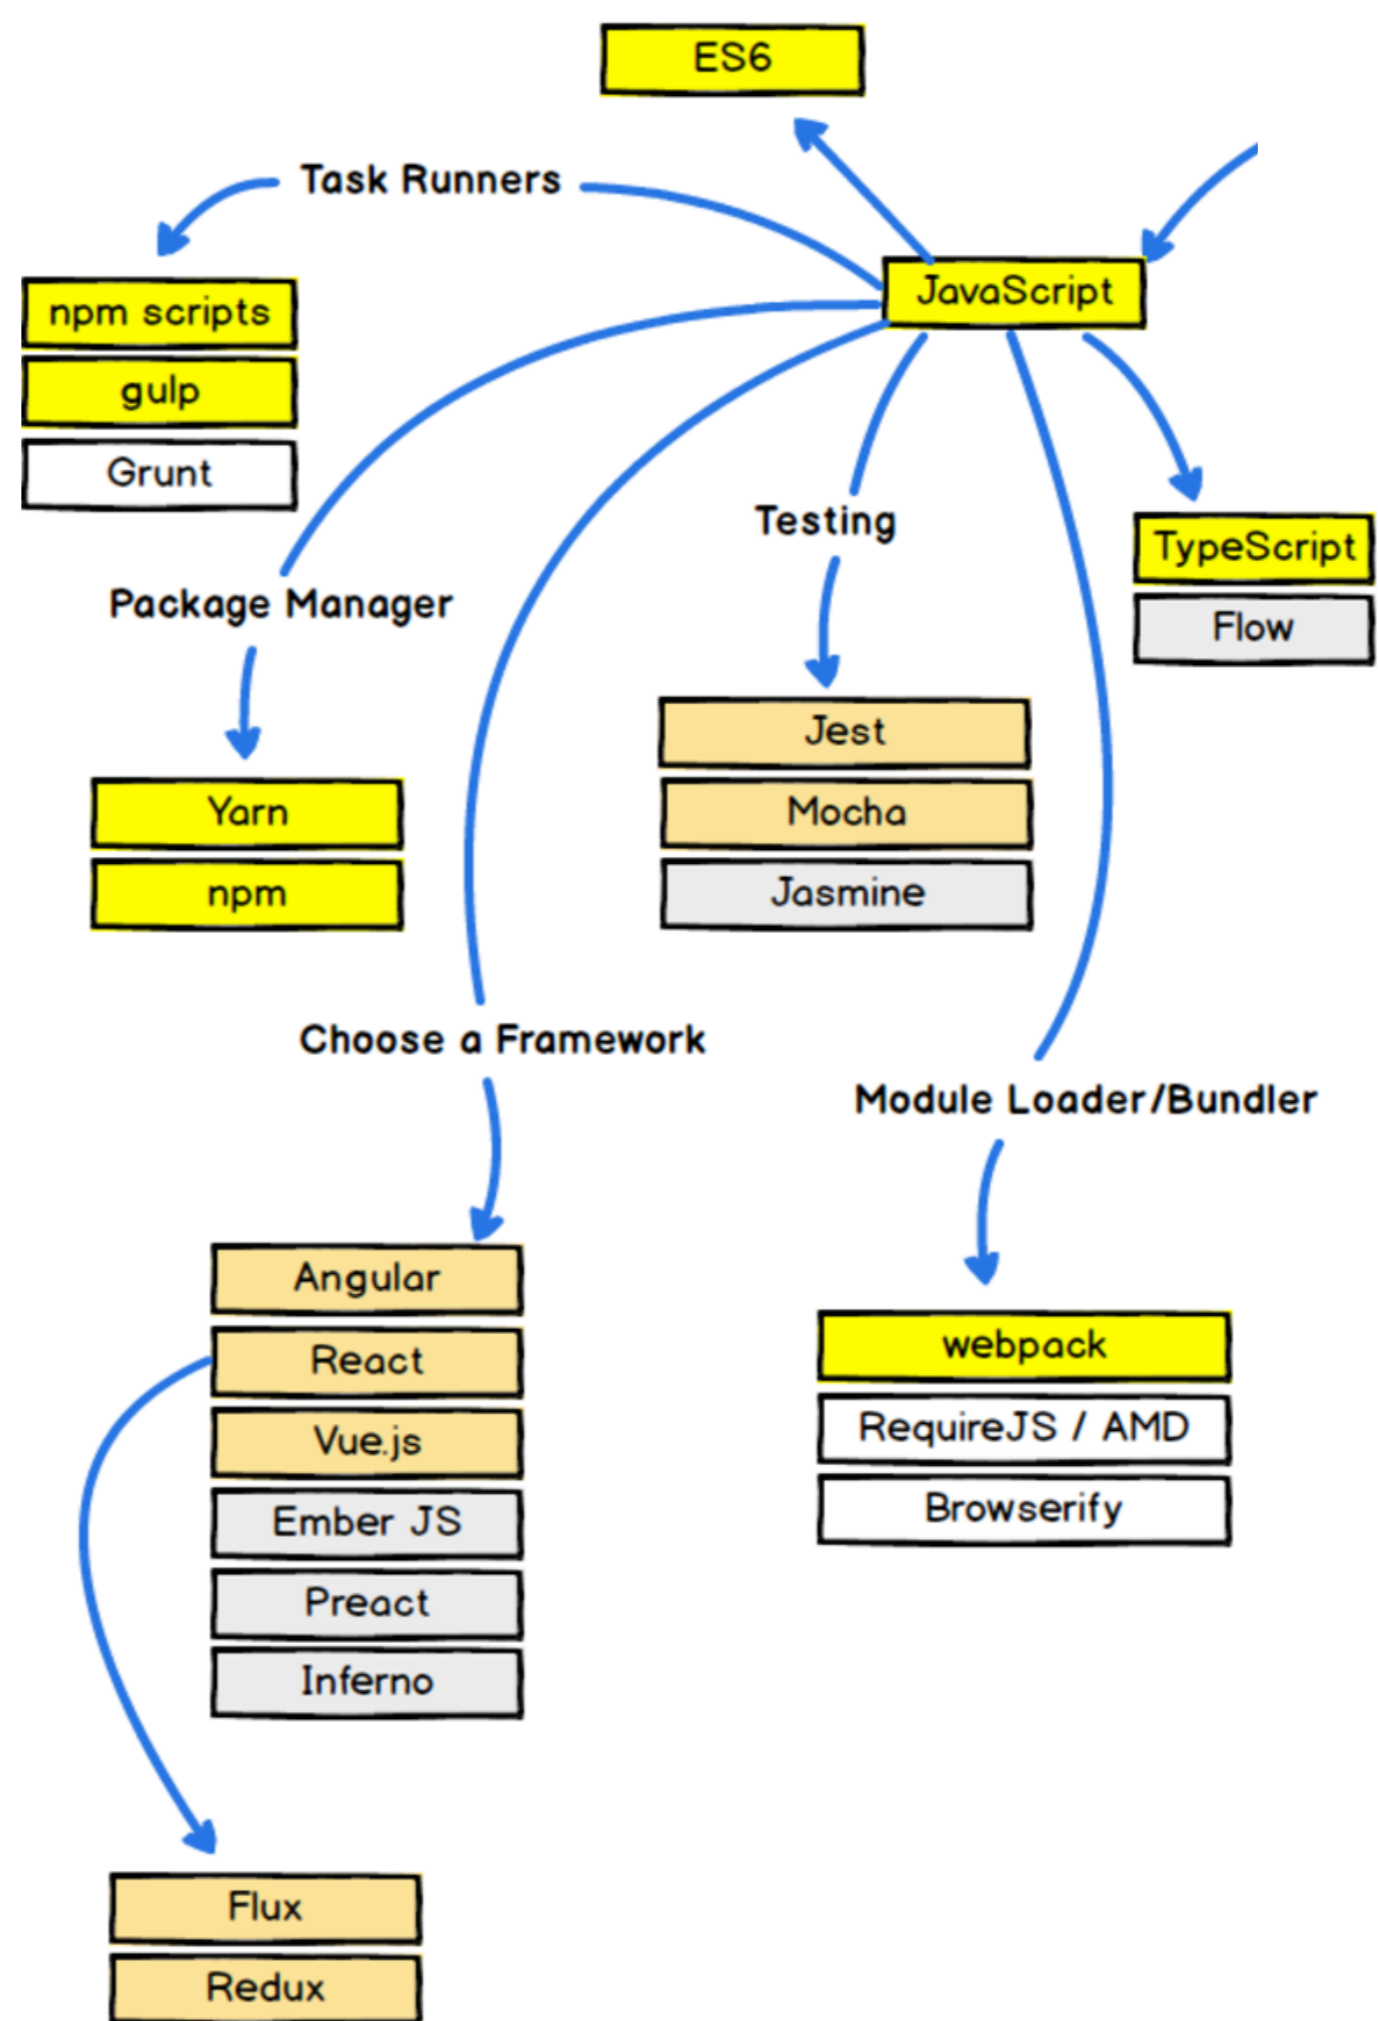 ES6
Task Runners
JavaScript
npm scripts
gulp
Grunt
Testing
TypeScript
Flow
Package Manager
Jest
Mocha
Jasmine
Yarn
npm
Choose a Framework
Module Loader/Bundler
Angular
React
Vue.js
Ember JS
Preact
Inferno
webpack
RequireJS / AMD
Browserify
Flux
Redux